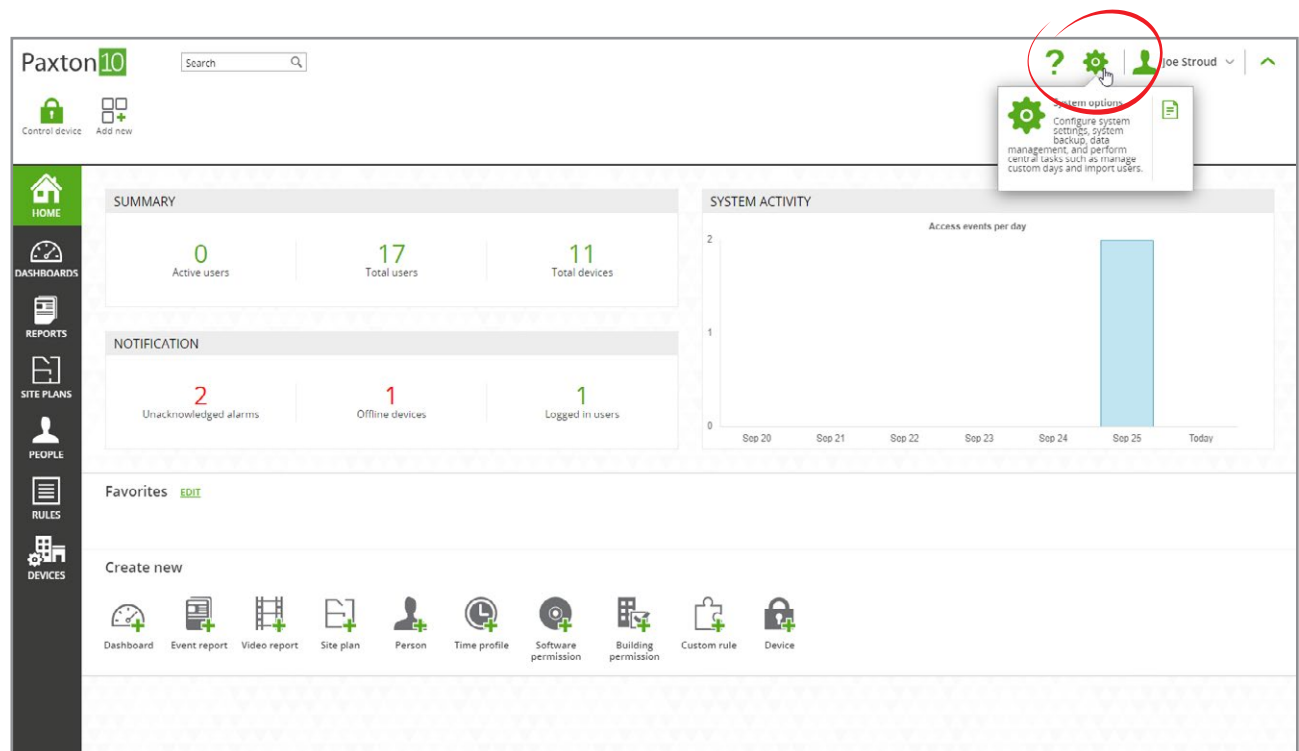 Paxton10
Search
?
Joe Stroud
Control device
Add new
System options
Configure system
settings, system
backup, data
management, and perform
central tasks such as manage
custom days and import users.
HOME
DASHBOARDS
REPORTS
SITE PLANS
PEOPLE
RULES
DEVICES
SUMMARY
0
Active users
17
Total users
11
Total devices
NOTIFICATION
2
Unacknowledged alarms
1
Offline devices
1
Logged in users
SYSTEM ACTIVITY
Access events per day
2
1
0
Sep 20 Sep 21 Sep 22 Sep 23 Sep 24 Sep 25 Today
Favorites EDIT
Create new
Dashboard
Event report
Video report
Site plan
Person
Time profile
Software
permission
Building
permission
Custom rule
Device